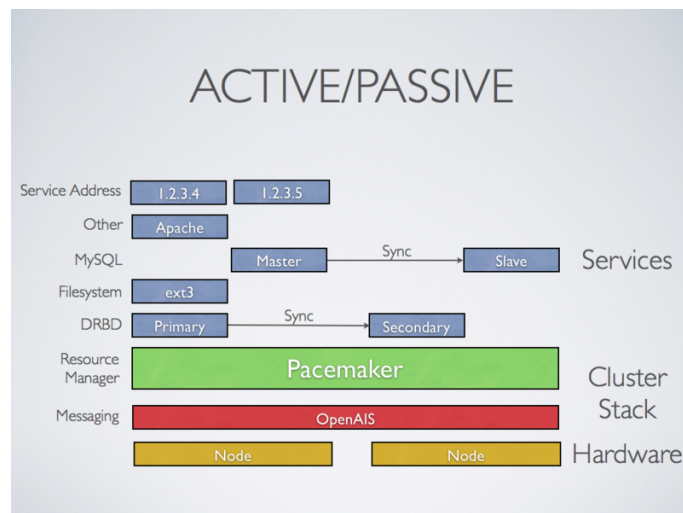 ACTIVE/PASSIVE
Service Address 1.2.3.4 1.2.3.5
Other Apache
MySQL Master Sync Slave Services
Filesystem ext3
DRBD Primary Sync Secondary
Resource
Manager
Pacemaker
Cluster
Stack
Messaging OpenAIS
Node Node Hardware